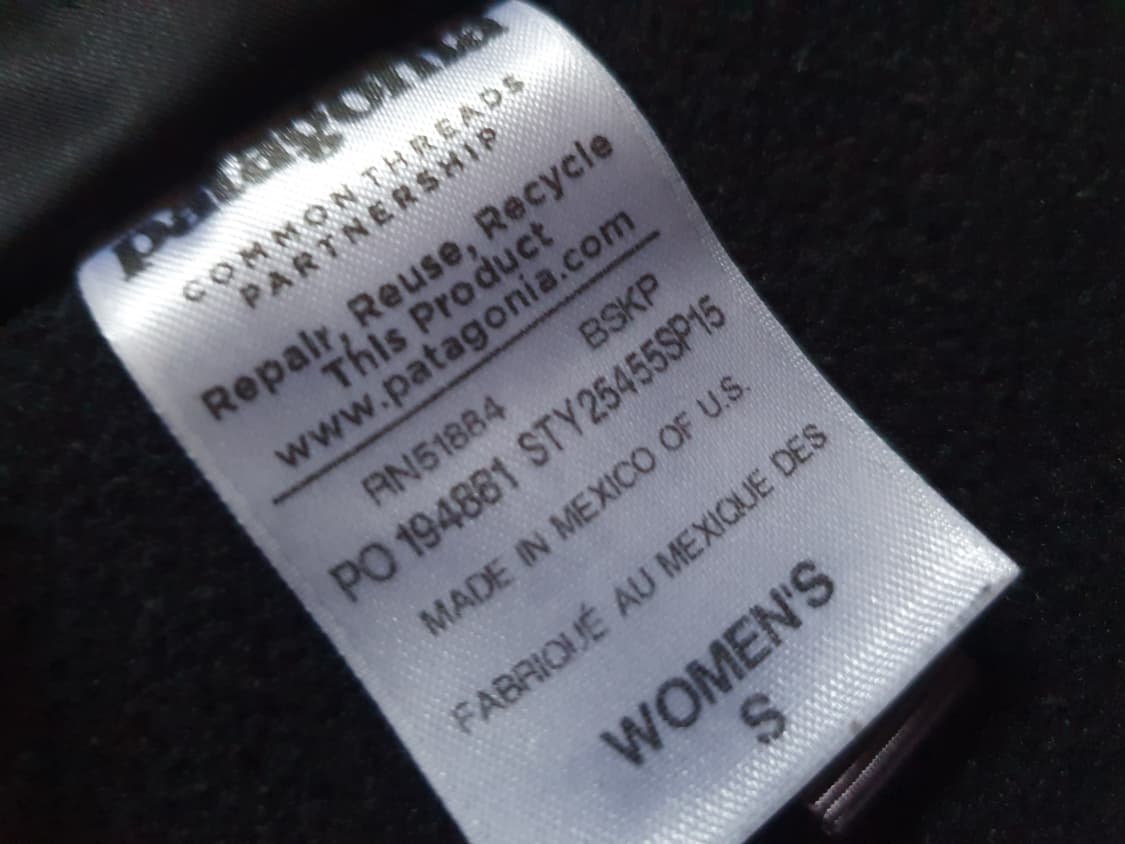 patagonia
COMMON THREADS
PARTNERSHIP
Repair, Reuse, Recycle
This Product
www.patagonia.com
RN51884 BSKP
PO 194881 STY25455SP15
MADE IN MEXICO OF U.S.
FABRIQUÉ AU MEXIQUE DES
WOMEN'S
S